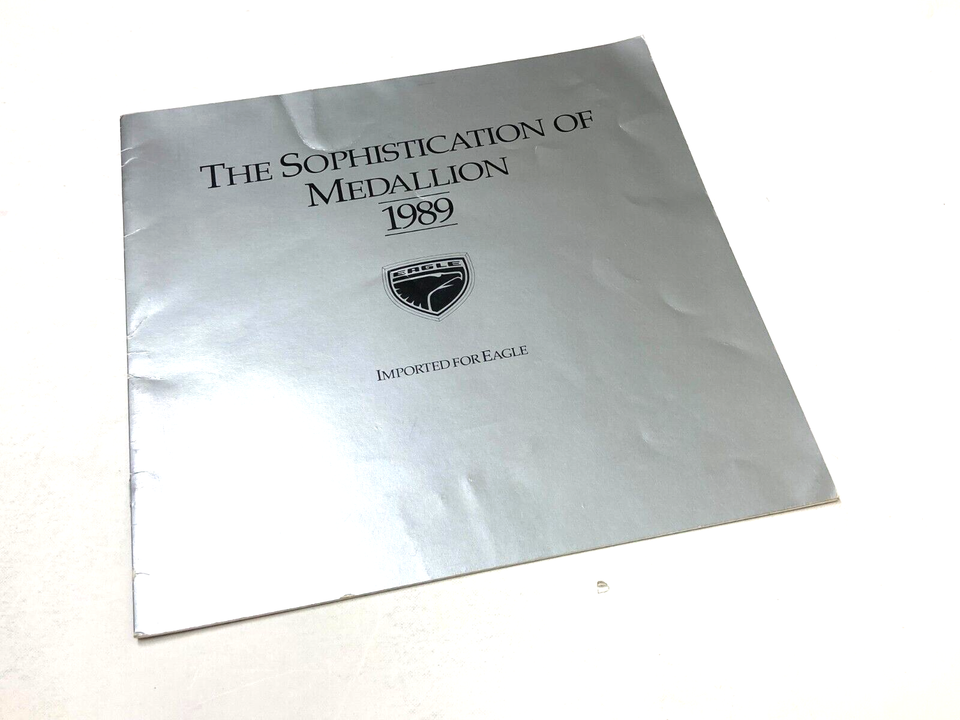 THE SOPHISTICATION OF
MEDALLION
1989
EAGLE
IMPORTED FOR EAGLE